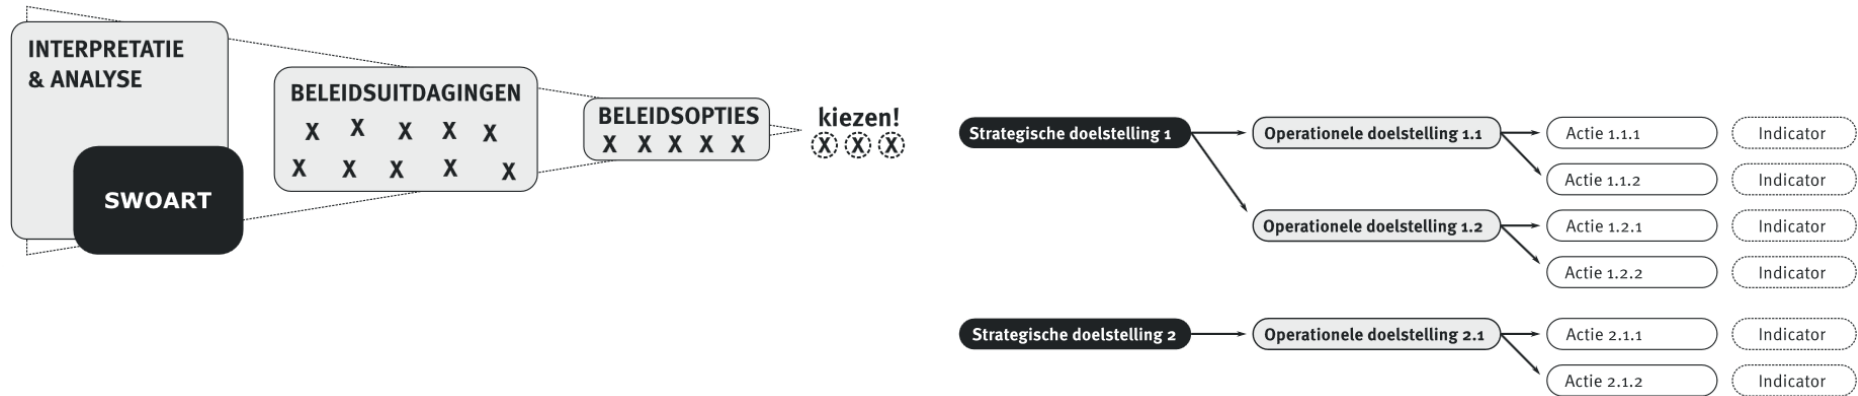 INTERPRETATIE
& ANALYSE
SWOART
BELEIDSUITDAGINGEN
X X X X X
X X X X X
BELEIDSOPTIES
X X X X X
kiezen!
X X X
Strategische doelstelling 1
Operationele doelstelling 1.1
Actie 1.1.1
Indicator
Actie 1.1.2
Indicator
Operationele doelstelling 1.2
Actie 1.2.1
Indicator
Actie 1.2.2
Indicator
Strategische doelstelling 2
Operationele doelstelling 2.1
Actie 2.1.1
Indicator
Actie 2.1.2
Indicator